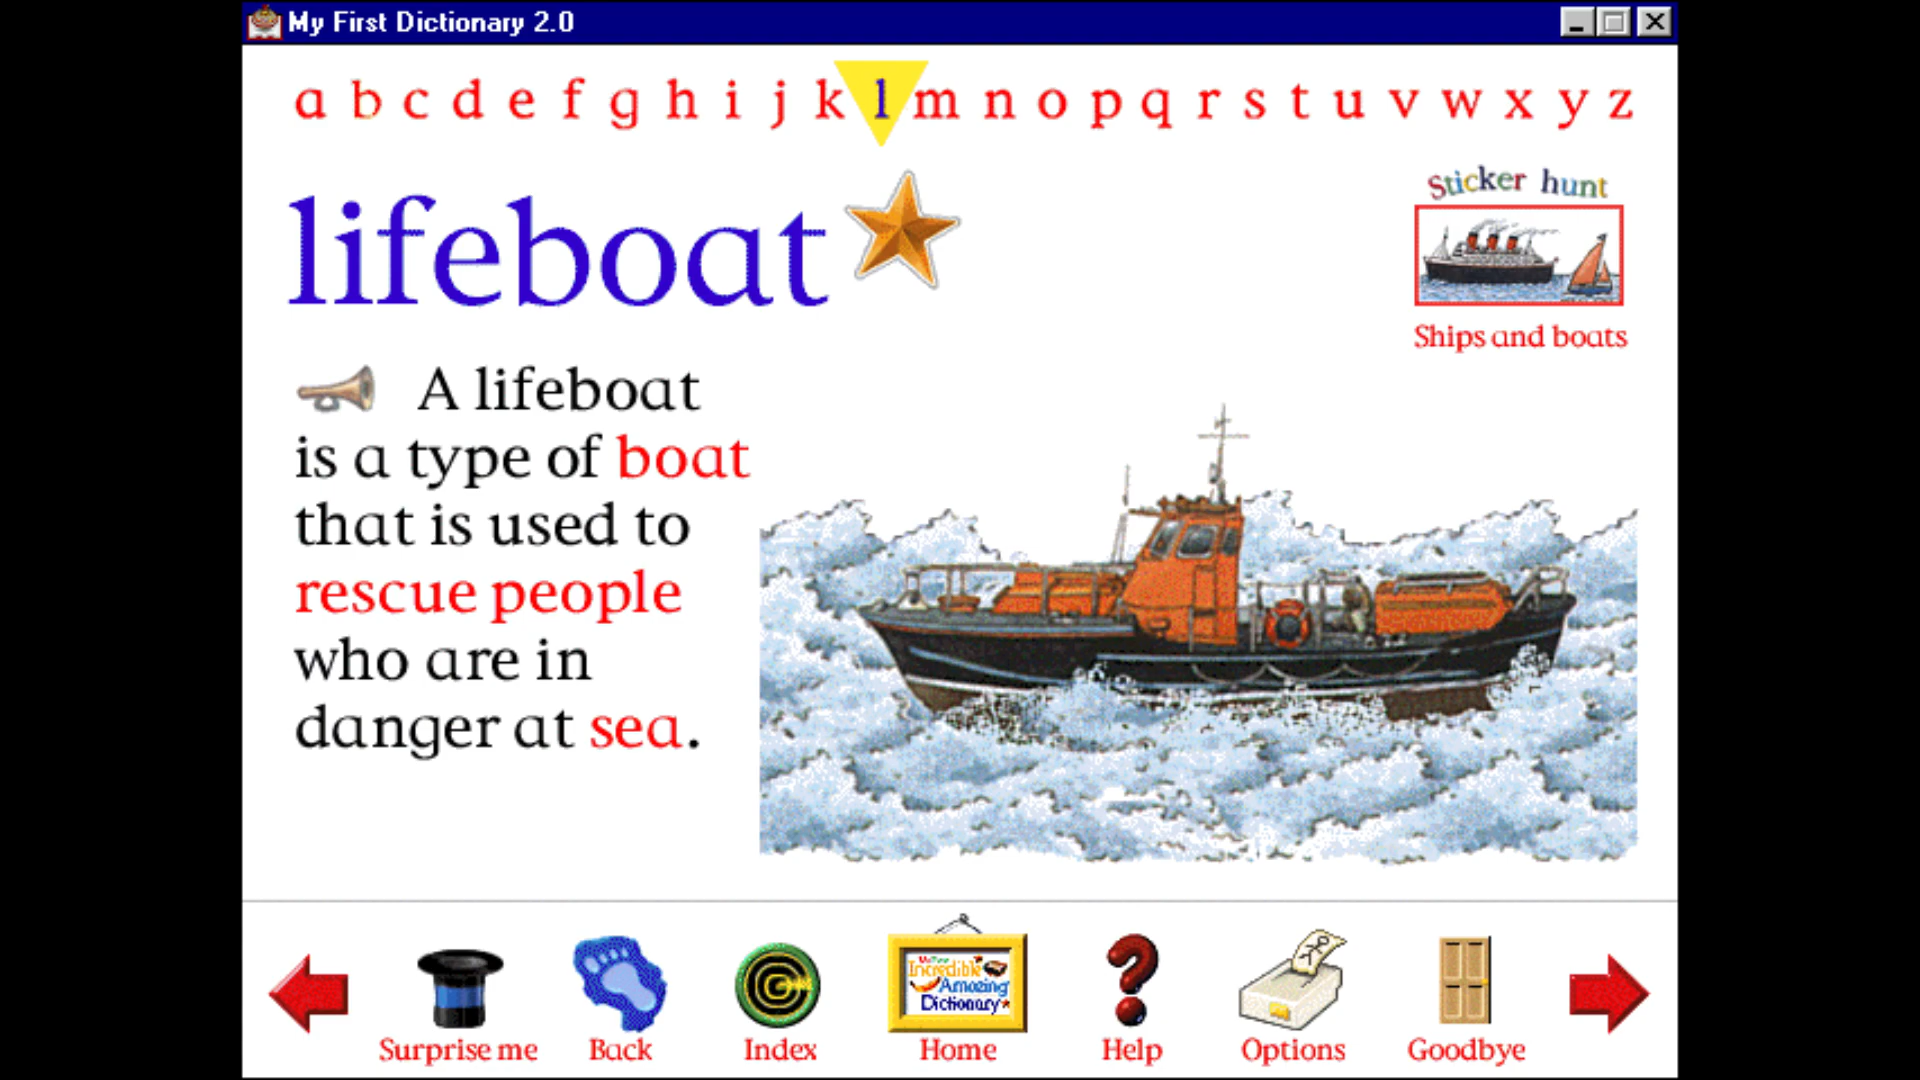 My First Dictionary 2.0
a b c d e f g h i j k l m n o p q r s t u v w x y z
Sticker hunt
lifeboat
Ships and boats
A lifeboat
is a type of boat
that is used to
rescue people
who are in
danger at sea.
My First
Incredible
Amazing
Dictionary
Surprise me
Back
Index
Home
Help
Options
Goodbye